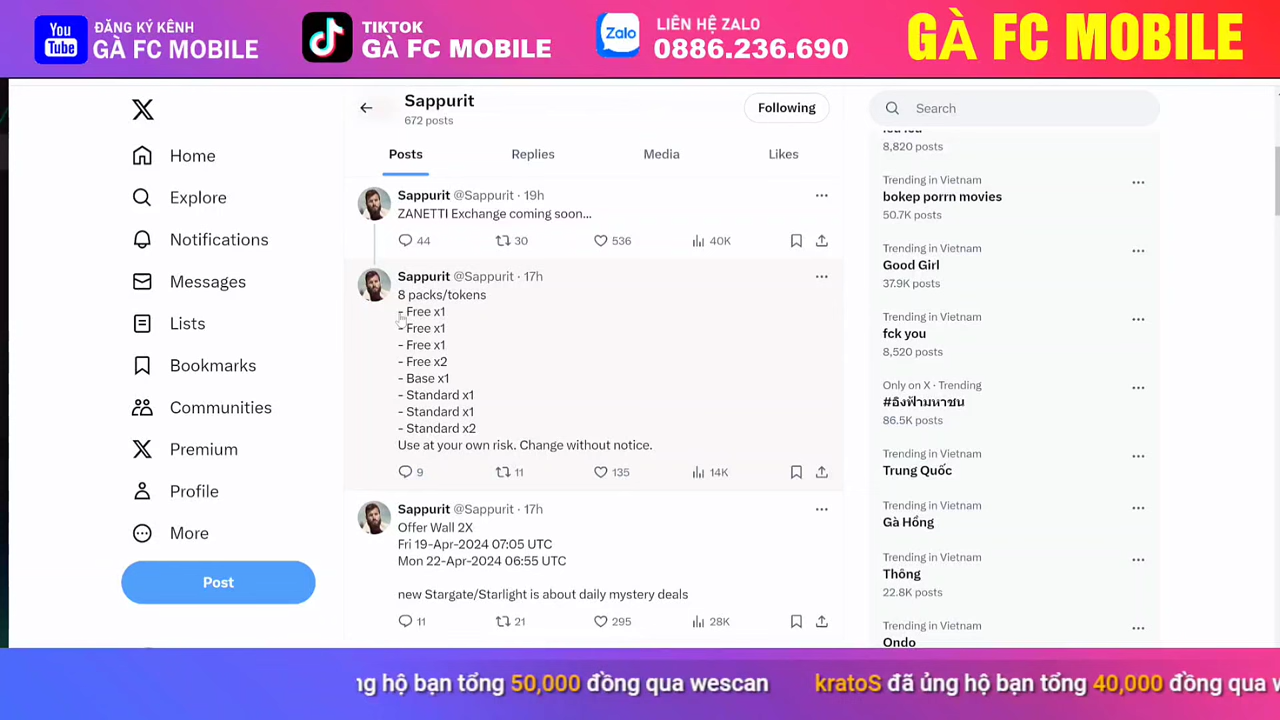 You
Tube
ĐĂNG KÝ KÊNH
GÀ FC MOBILE
TIKTOK
GÀ FC MOBILE
Zalo
LIÊN HỆ ZALO
0886.236.690
GÀ FC MOBILE
Home
Explore
Notifications
Messages
Lists
Bookmarks
Communities
Premium
Profile
More
Post
Sappurit
672 posts
Following
Posts Replies Media Likes
Sappurit @Sappurit · 19h
ZANETTI Exchange coming soon...
44 30 536 40K
Sappurit @Sappurit · 17h
8 packs/tokens
- Free x1
- Free x1
- Free x1
- Free x2
- Base x1
- Standard x1
- Standard x1
- Standard x2
Use at your own risk. Change without notice.
9 11 135 14K
Sappurit @Sappurit · 17h
Offer Wall 2X
Fri 19-Apr-2024 07:05 UTC
Mon 22-Apr-2024 06:55 UTC
new Stargate/Starlight is about daily mystery deals
11 21 295 28K
Search
8,820 posts
Trending in Vietnam
bokep porrn movies
50.7K posts
Trending in Vietnam
Good Girl
37.9K posts
Trending in Vietnam
fck you
8,520 posts
Only on X · Trending
#อิงฟ้ามหาชน
86.5K posts
Trending in Vietnam
Trung Quốc
Trending in Vietnam
Gà Hồng
Trending in Vietnam
Thông
22.8K posts
Trending in Vietnam
Ondo
hộ bạn tổng 50,000 đồng qua wescan kratoS đã ủng hộ bạn tổng 40,000 đồng qua